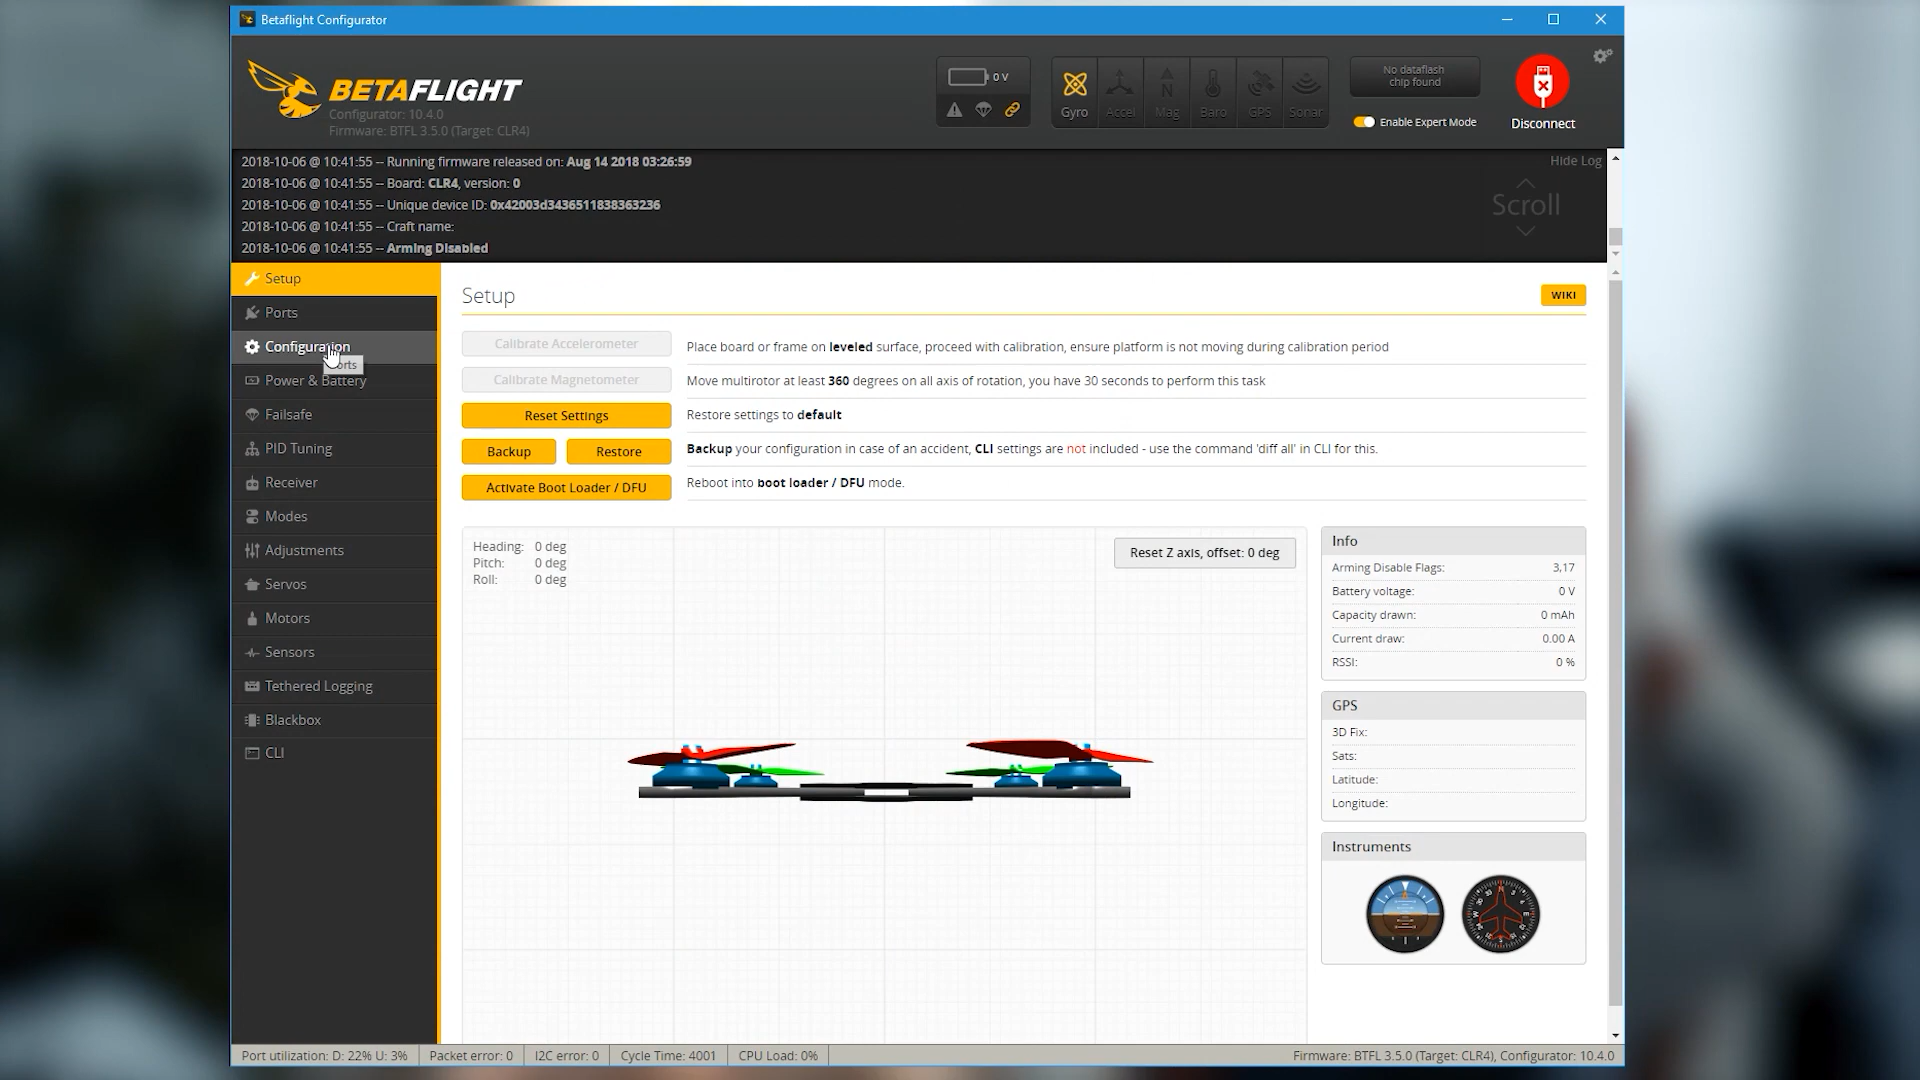 Betaflight Configurator
BETAFLIGHT
Configurator: 10.4.0
Firmware: BTFL 3.5.0 (Target: CLR4)
0 V
Gyro
Accel
Mag
Baro
GPS
Sonar
No dataflash
chip found
Enable Expert Mode
Disconnect
2018-10-06 @ 10:41:55 -- Running firmware released on: Aug 14 2018 03:26:59
2018-10-06 @ 10:41:55 -- Board: CLR4, version: 0
2018-10-06 @ 10:41:55 -- Unique device ID: 0x42003d3436511838363236
2018-10-06 @ 10:41:55 -- Craft name:
2018-10-06 @ 10:41:55 -- Arming Disabled
Hide Log
Scroll
Setup
Ports
Configuration
Power & Battery
Failsafe
PID Tuning
Receiver
Modes
Adjustments
Servos
Motors
Sensors
Tethered Logging
Blackbox
CLI
Setup
WIKI
Calibrate Accelerometer
Place board or frame on leveled surface, proceed with calibration, ensure platform is not moving during calibration period
Calibrate Magnetometer
Move multirotor at least 360 degrees on all axis of rotation, you have 30 seconds to perform this task
Reset Settings
Restore settings to default
Backup
Restore
Backup your configuration in case of an accident, CLI settings are not included - use the command 'diff all' in CLI for this.
Activate Boot Loader / DFU
Reboot into boot loader / DFU mode.
Heading: 0 deg
Pitch: 0 deg
Roll: 0 deg
Reset Z axis, offset: 0 deg
Info
Arming Disable Flags: 3,17
Battery voltage: 0 V
Capacity drawn: 0 mAh
Current draw: 0.00 A
RSSI: 0 %
GPS
3D Fix:
Sats:
Latitude:
Longitude:
Instruments
Port utilization: D: 22% U: 3%
Packet error: 0
I2C error: 0
Cycle Time: 4001
CPU Load: 0%
Firmware: BTFL 3.5.0 (Target: CLR4), Configurator: 10.4.0